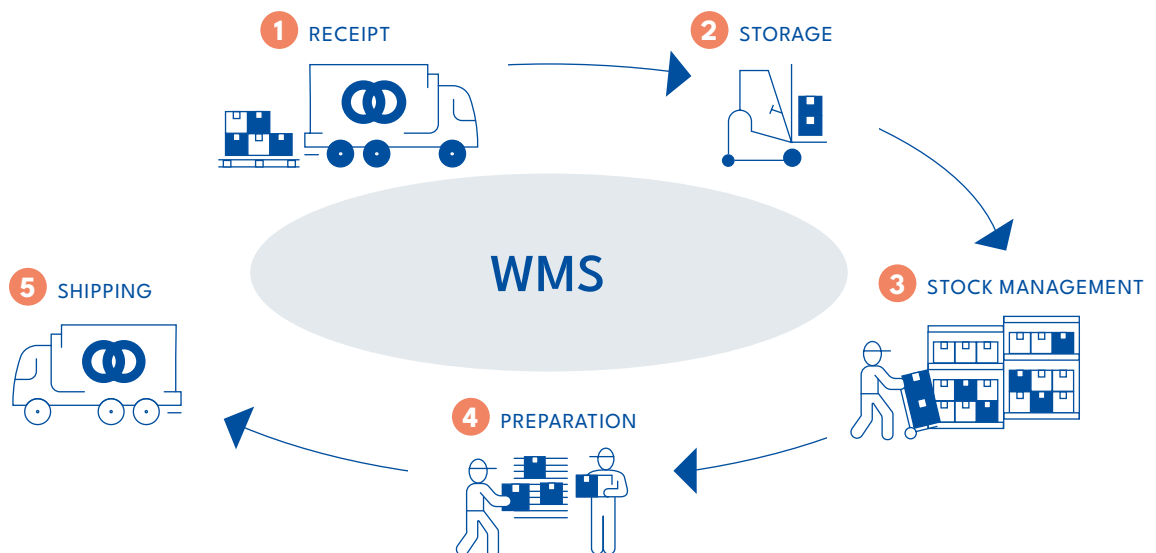 1 RECEIPT
2 STORAGE
WMS
3 STOCK MANAGEMENT
4 PREPARATION
5 SHIPPING